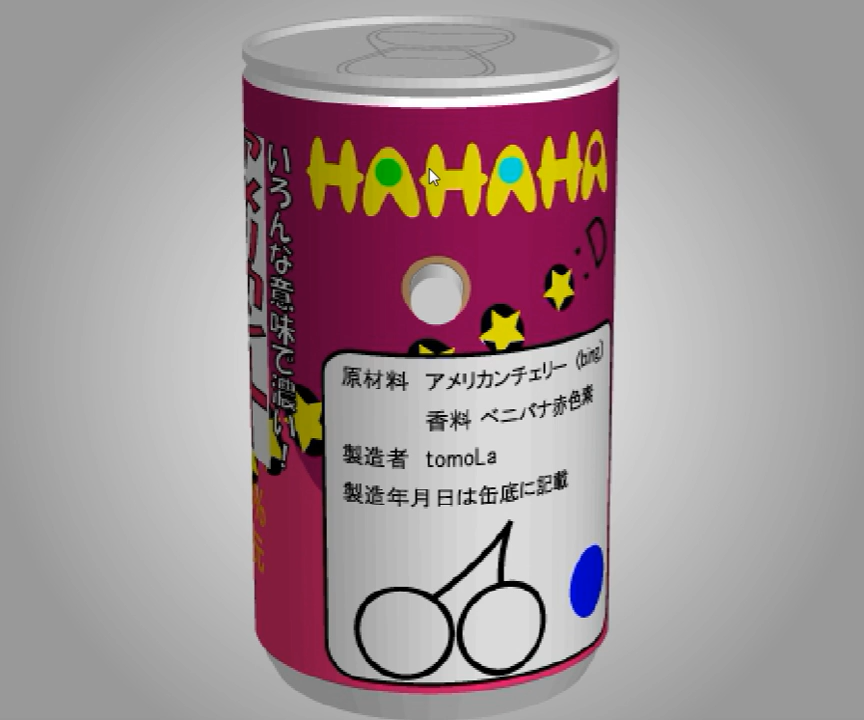 HAHAHA
:D
いろんな意味で濃い!
原材料 アメリカンチェリー (bing)
香料 ベニバナ赤色素
製造者 tomoLa
製造年月日は缶底に記載